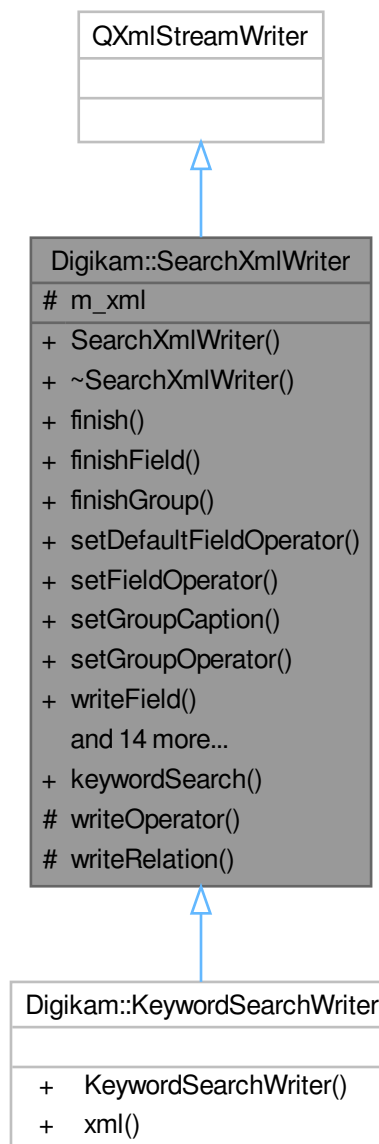 QXmlStreamWriter
Digikam::SearchXmlWriter
# m_xml
+ SearchXmlWriter()
+ ~SearchXmlWriter()
+ finish()
+ finishField()
+ finishGroup()
+ setDefaultFieldOperator()
+ setFieldOperator()
+ setGroupCaption()
+ setGroupOperator()
+ writeField()
and 14 more...
+ keywordSearch()
# writeOperator()
# writeRelation()
Digikam::KeywordSearchWriter
+ KeywordSearchWriter()
+ xml()